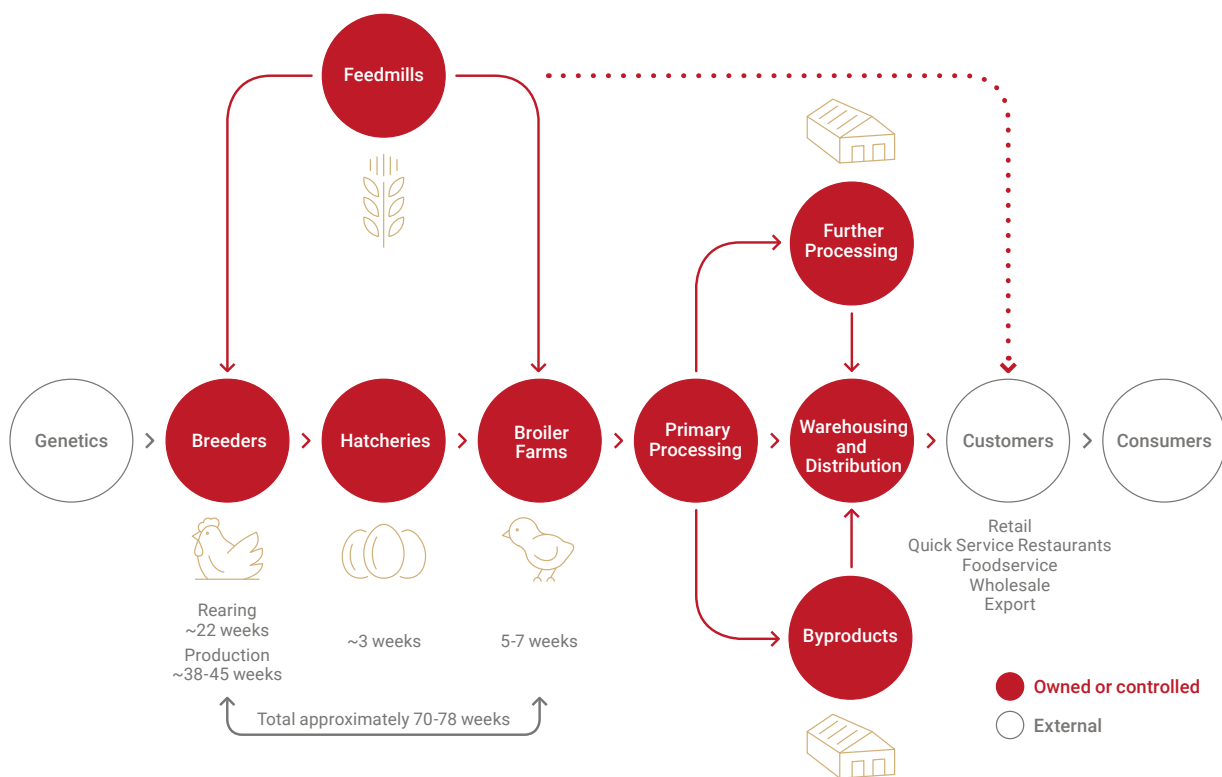 Feedmills
Further
Processing
Genetics
Breeders
Hatcheries
Broiler
Farms
Primary
Processing
Warehousing
and
Distribution
Customers
Consumers
Rearing
~22 weeks
Production
~38-45 weeks
~3 weeks
5-7 weeks
Total approximately 70-78 weeks
Retail
Quick Service Restaurants
Foodservice
Wholesale
Export
Byproducts
Owned or controlled
External